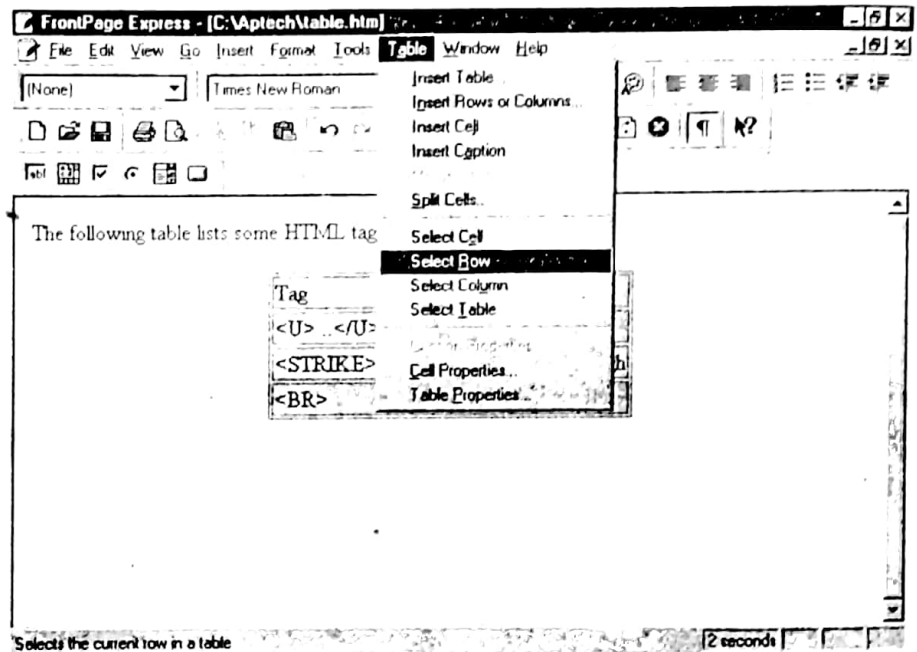 FrontPage Express - [C:\Aptech\table.htm]
File Edit View Go Insert Format Tools Table Window Help
(None) Times New Roman
Insert Table...
Insert Rows or Columns...
Insert Cell
Insert Caption
Split Cells...
Select Cell
Select Row
Select Column
Select Table
Cell Properties...
Table Properties...
abl
The following table lists some HTML tag
Tag
<U>...</U>
<STRIKE> h
<BR>
Selects the current row in a table 2 seconds